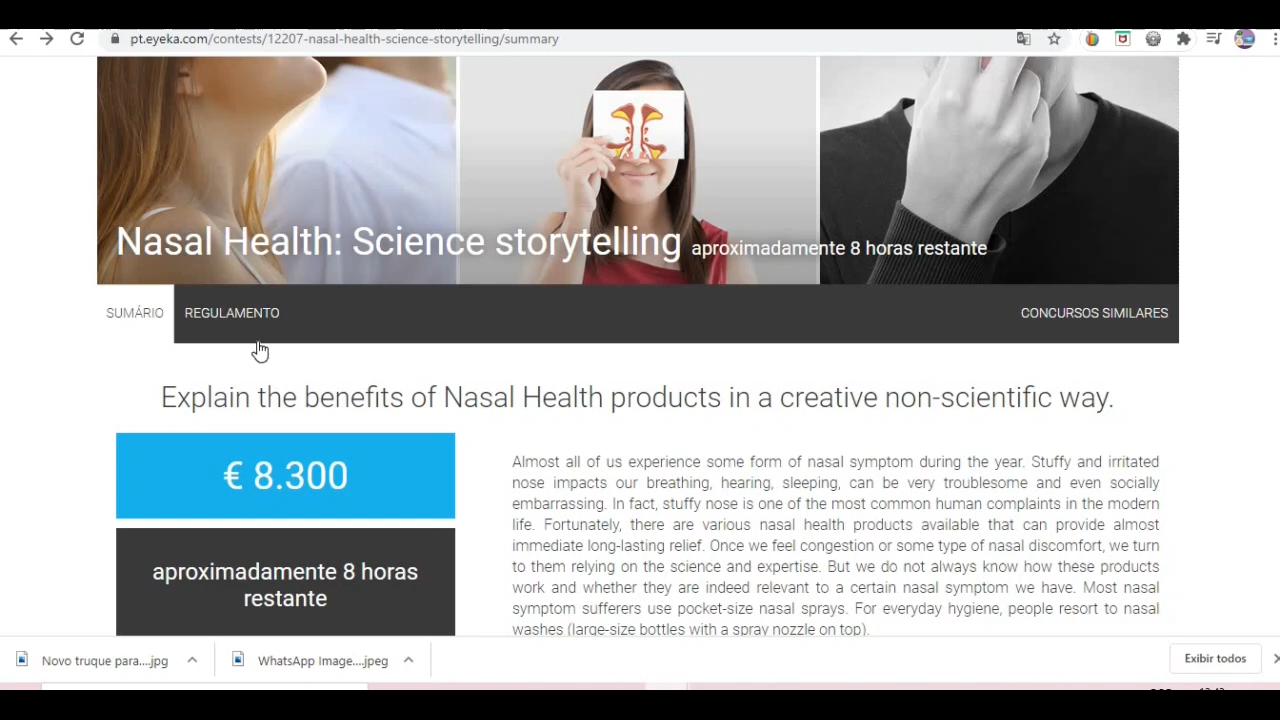 pt.eyeka.com/contests/12207-nasal-health-science-storytelling/summary
Nasal Health: Science storytelling aproximadamente 8 horas restante
SUMÁRIO REGULAMENTO CONCURSOS SIMILARES
Explain the benefits of Nasal Health products in a creative non-scientific way.
€ 8.300
aproximadamente 8 horas
restante
Almost all of us experience some form of nasal symptom during the year. Stuffy and irritated
nose impacts our breathing, hearing, sleeping, can be very troublesome and even socially
embarrassing. In fact, stuffy nose is one of the most common human complaints in the modern
life. Fortunately, there are various nasal health products available that can provide almost
immediate long-lasting relief. Once we feel congestion or some type of nasal discomfort, we turn
to them relying on the science and expertise. But we do not always know how these products
work and whether they are indeed relevant to a certain nasal symptom we have. Most nasal
symptom sufferers use pocket-size nasal sprays. For everyday hygiene, people resort to nasal
washes (large-size bottles with a spray nozzle on top).
Novo truque para....jpg WhatsApp Image....jpeg Exibir todos